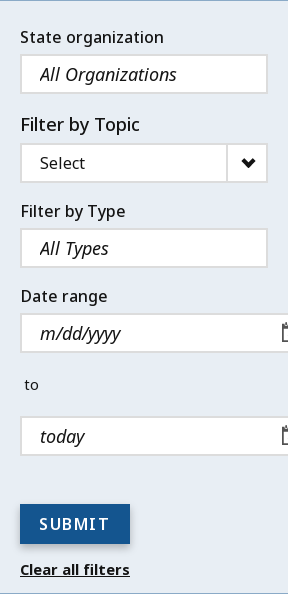 State organization
All Organizations
Filter by Topic
Select
Filter by Type
All Types
Date range
m/dd/yyyy
to
today
SUBMIT
Clear all filters